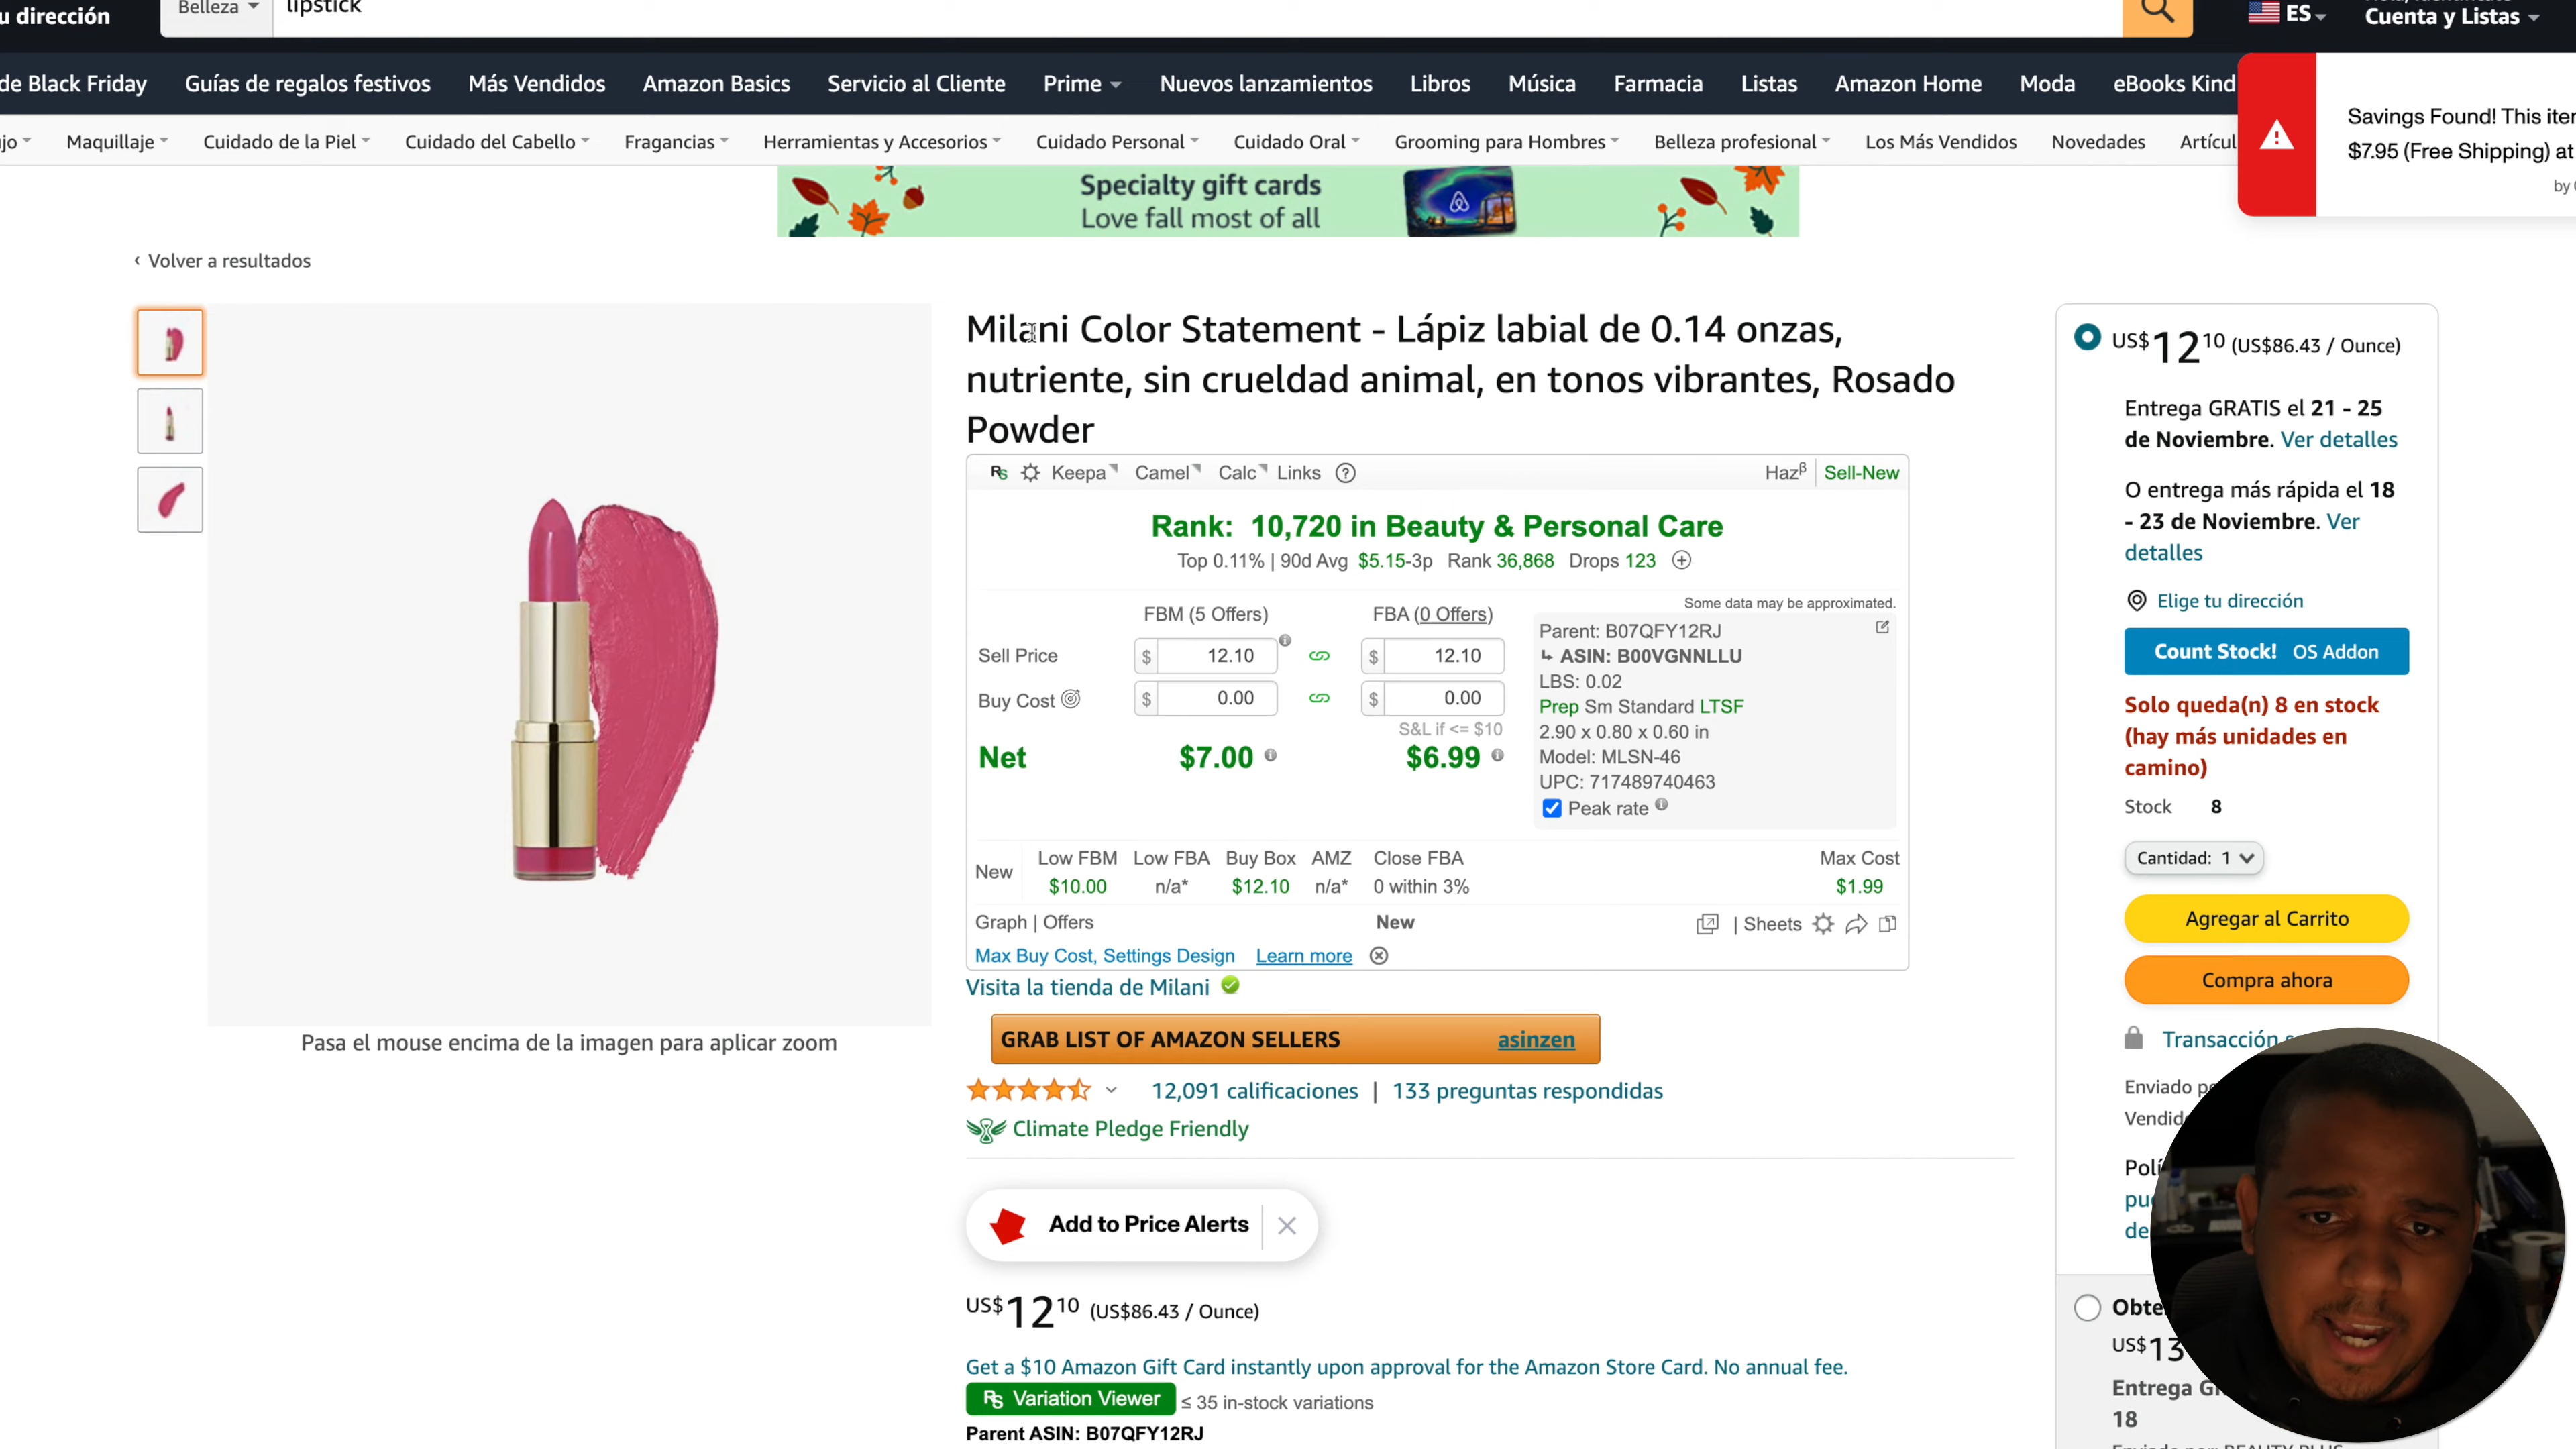 u dirección
Belleza
lipstick
ES
Cuenta y Listas
de Black Friday
Guías de regalos festivos
Más Vendidos
Amazon Basics
Servicio al Cliente
Prime
Nuevos lanzamientos
Libros
Música
Farmacia
Listas
Amazon Home
Moda
eBooks Kind
jo
Maquillaje
Cuidado de la Piel
Cuidado del Cabello
Fragancias
Herramientas y Accesorios
Cuidado Personal
Cuidado Oral
Grooming para Hombres
Belleza profesional
Los Más Vendidos
Novedades
Artícul
Savings Found! This iter
$7.95 (Free Shipping) at
by
Specialty gift cards
Love fall most of all
‹ Volver a resultados
Milani Color Statement - Lápiz labial de 0.14 onzas,
nutriente, sin crueldad animal, en tonos vibrantes, Rosado
Powder
Rs Keepa Camel Calc Links ? Hazβ Sell-New
Rank: 10,720 in Beauty & Personal Care
Top 0.11% | 90d Avg $5.15-3p Rank 36,868 Drops 123
Some data may be approximated.
FBM (5 Offers) FBA (0 Offers)
Sell Price $ 12.10 $ 12.10
Buy Cost $ 0.00 $ 0.00
S&L if <= $10
Net $7.00 $6.99
Parent: B07QFY12RJ
↳ ASIN: B00VGNNLLU
LBS: 0.02
Prep Sm Standard LTSF
2.90 x 0.80 x 0.60 in
Model: MLSN-46
UPC: 717489740463
Peak rate
Low FBM Low FBA Buy Box AMZ Close FBA Max Cost
New $10.00 n/a* $12.10 n/a* 0 within 3% $1.99
Graph | Offers New | Sheets
Max Buy Cost, Settings Design Learn more
Visita la tienda de Milani
GRAB LIST OF AMAZON SELLERS asinzen
12,091 calificaciones | 133 preguntas respondidas
Climate Pledge Friendly
Add to Price Alerts
US$12 10 (US$86.43 / Ounce)
Get a $10 Amazon Gift Card instantly upon approval for the Amazon Store Card. No annual fee.
Rs Variation Viewer ≤ 35 in-stock variations
Parent ASIN: B07QFY12RJ
Pasa el mouse encima de la imagen para aplicar zoom
US$12 10 (US$86.43 / Ounce)
Entrega GRATIS el 21 - 25
de Noviembre. Ver detalles
O entrega más rápida el 18
- 23 de Noviembre. Ver
detalles
Elige tu dirección
Count Stock! OS Addon
Solo queda(n) 8 en stock
(hay más unidades en
camino)
Stock 8
Cantidad: 1
Agregar al Carrito
Compra ahora
Transacción
Enviado p
Vendid
Polí
pu
de
Obte
US$13
Entrega G
18